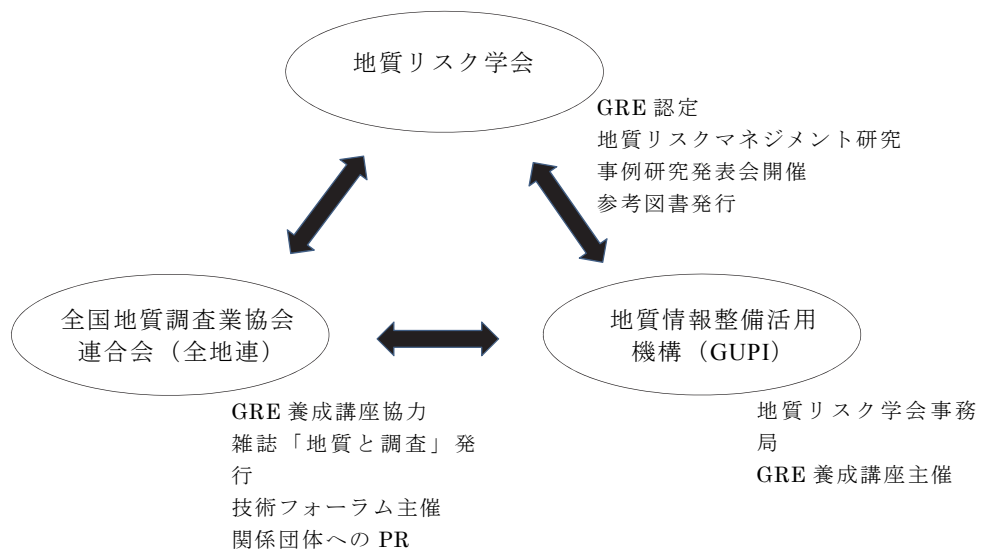 地質リスク学会
GRE 認定
地質リスクマネジメント研究
事例研究発表会開催
参考図書発行
全国地質調査業協会
連合会（全地連）
地質情報整備活用
機構（GUPI）
GRE 養成講座協力
雑誌「地質と調査」発
行
技術フォーラム主催
関係団体への PR
地質リスク学会事務
局
GRE 養成講座主催